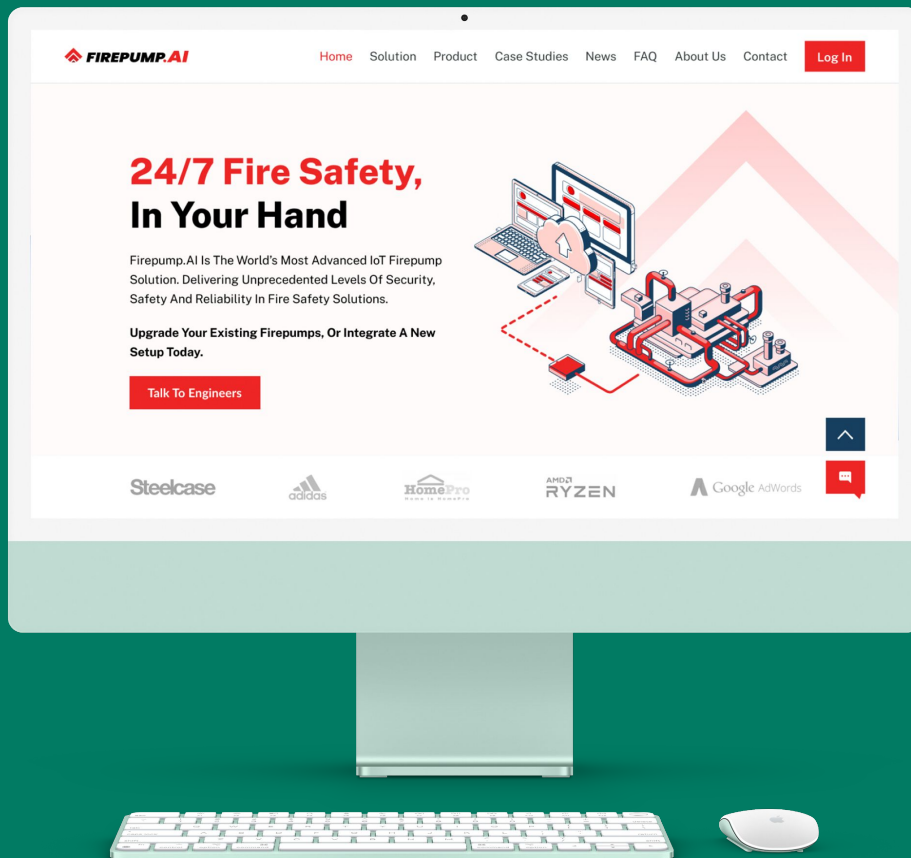 FIREPUMP.AI
Home Solution Product Case Studies News FAQ About Us Contact Log In
24/7 Fire Safety,
In Your Hand
Firepump.AI Is The World's Most Advanced IoT Firepump
Solution. Delivering Unprecedented Levels Of Security,
Safety And Reliability In Fire Safety Solutions.
Upgrade Your Existing Firepumps, Or Integrate A New
Setup Today.
Talk To Engineers
Steelcase
adidas
HomePro
AMD
RYZEN
Google AdWords